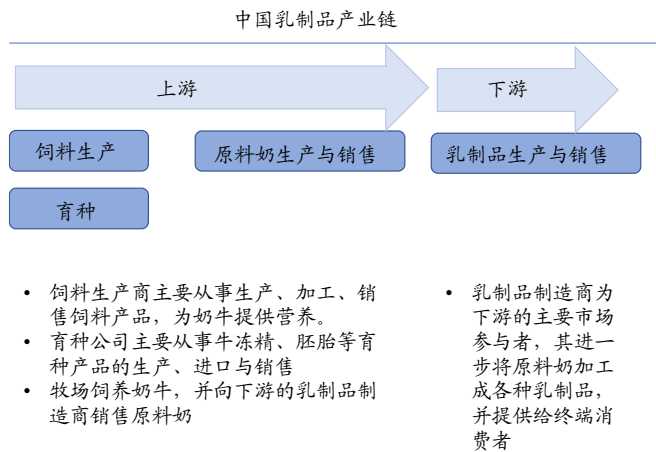 中国乳制品产业链
上游
下游
饲料生产
原料奶生产与销售
乳制品生产与销售
育种
• 饲料生产商主要从事生产、加工、销
售饲料产品，为奶牛提供营养。
• 育种公司主要从事牛冻精、胚胎等育
种产品的生产、进口与销售
• 牧场饲养奶牛，并向下游的乳制品制
造商销售原料奶
• 乳制品制造商为
下游的主要市场
参与者，其进一
步将原料奶加工
成各种乳制品，
并提供给终端消
费者